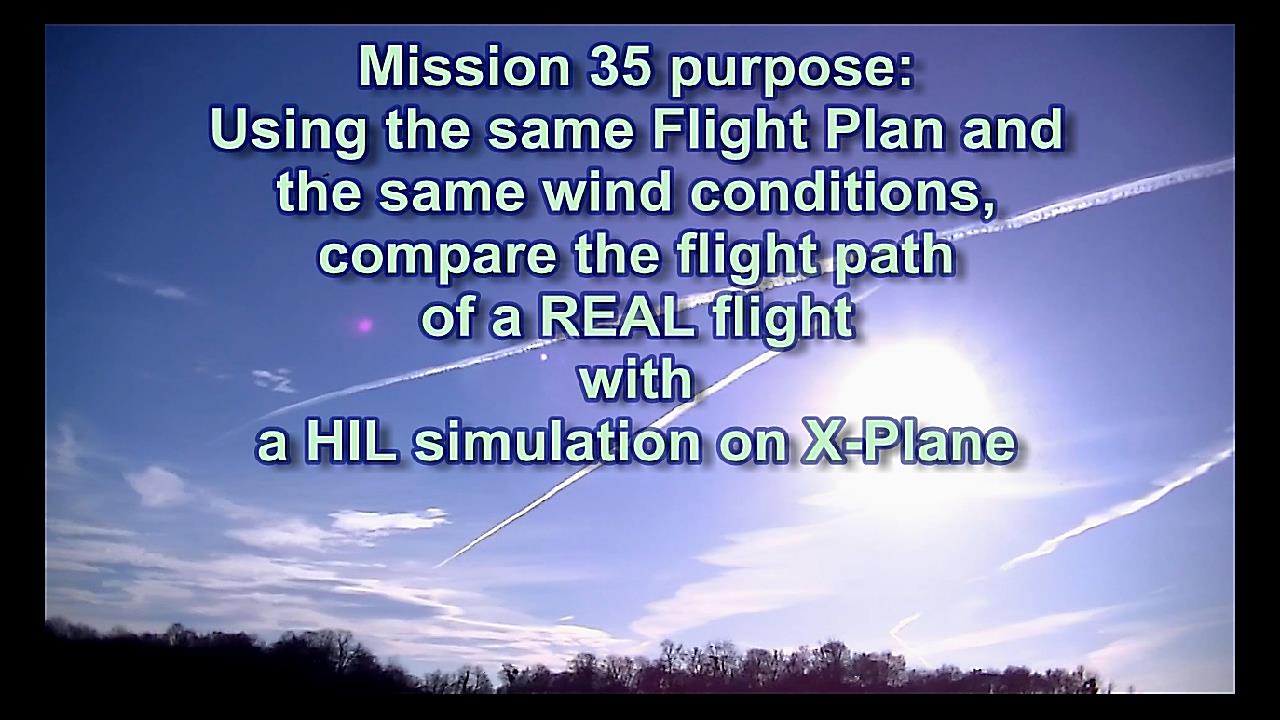 Mission 35 purpose:
Using the same Flight Plan and
the same wind conditions,
compare the flight path
of a REAL flight
with
a HIL simulation on X-Plane